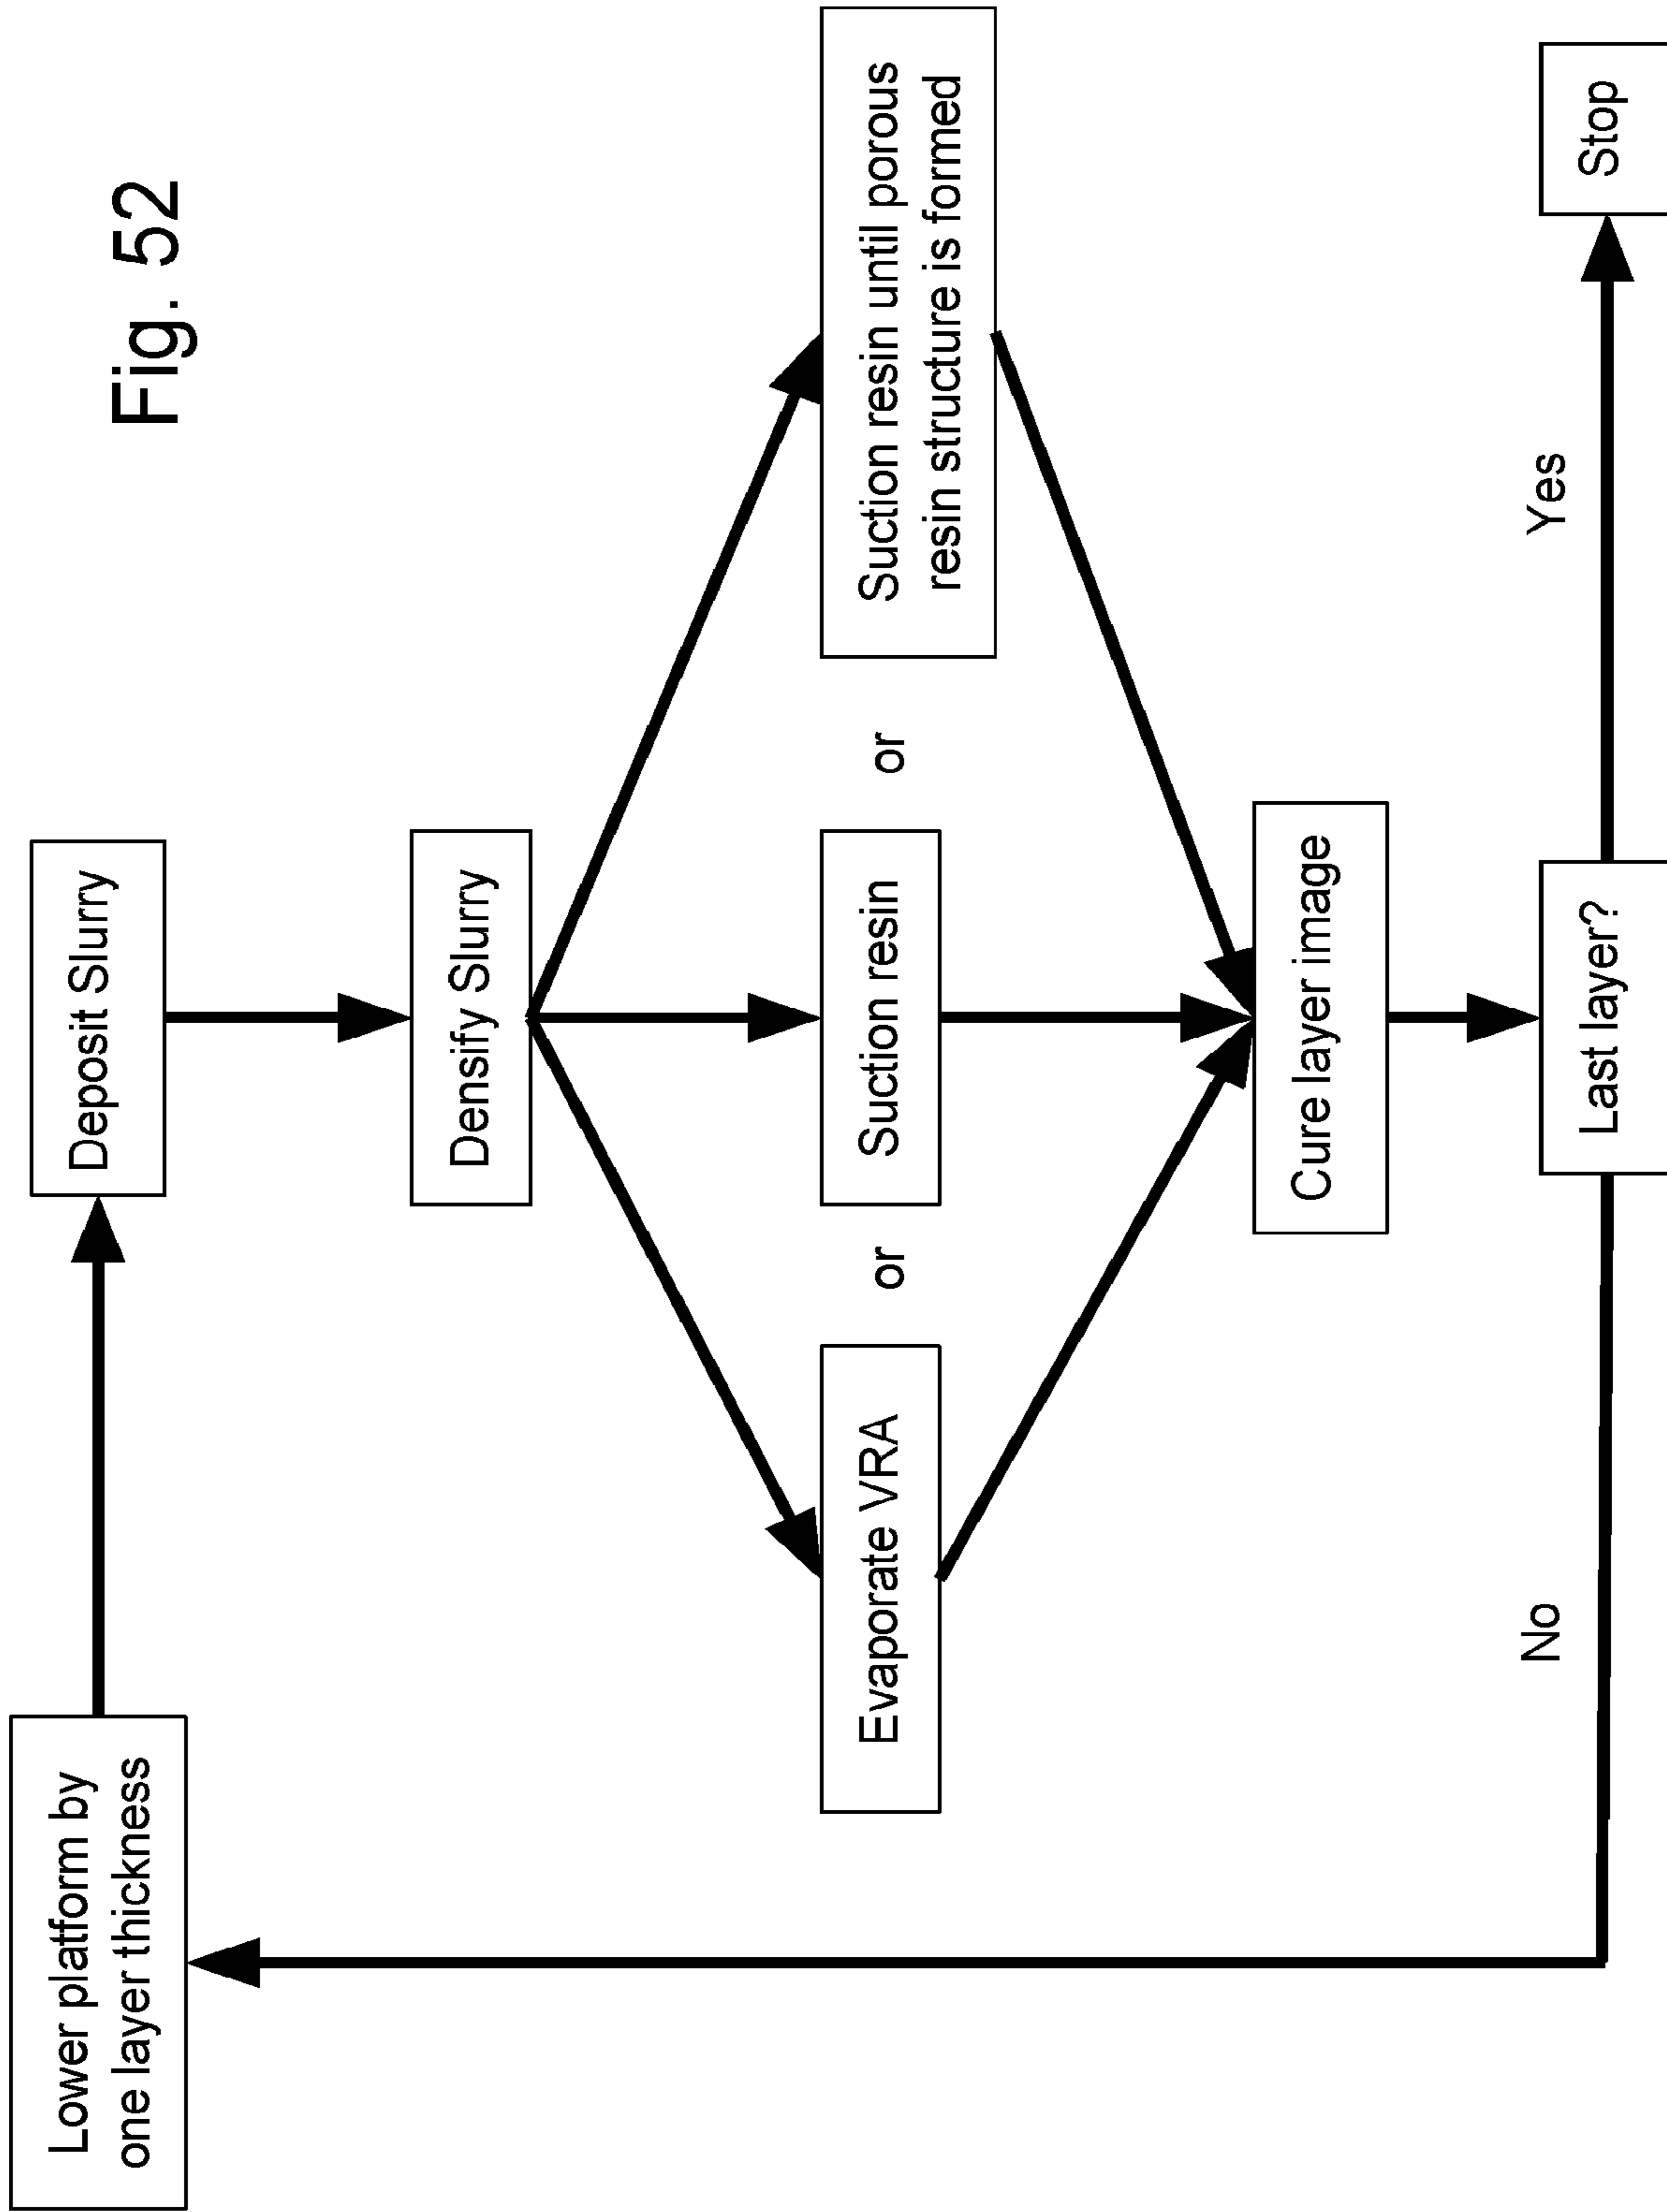 Fig. 52
Lower platform by
one layer thickness
Deposit Slurry
Densify Slurry
Evaporate VRA
or
Suction resin
or
Suction resin until porous
resin structure is formed
Cure layer image
No
Last layer?
Yes
Stop